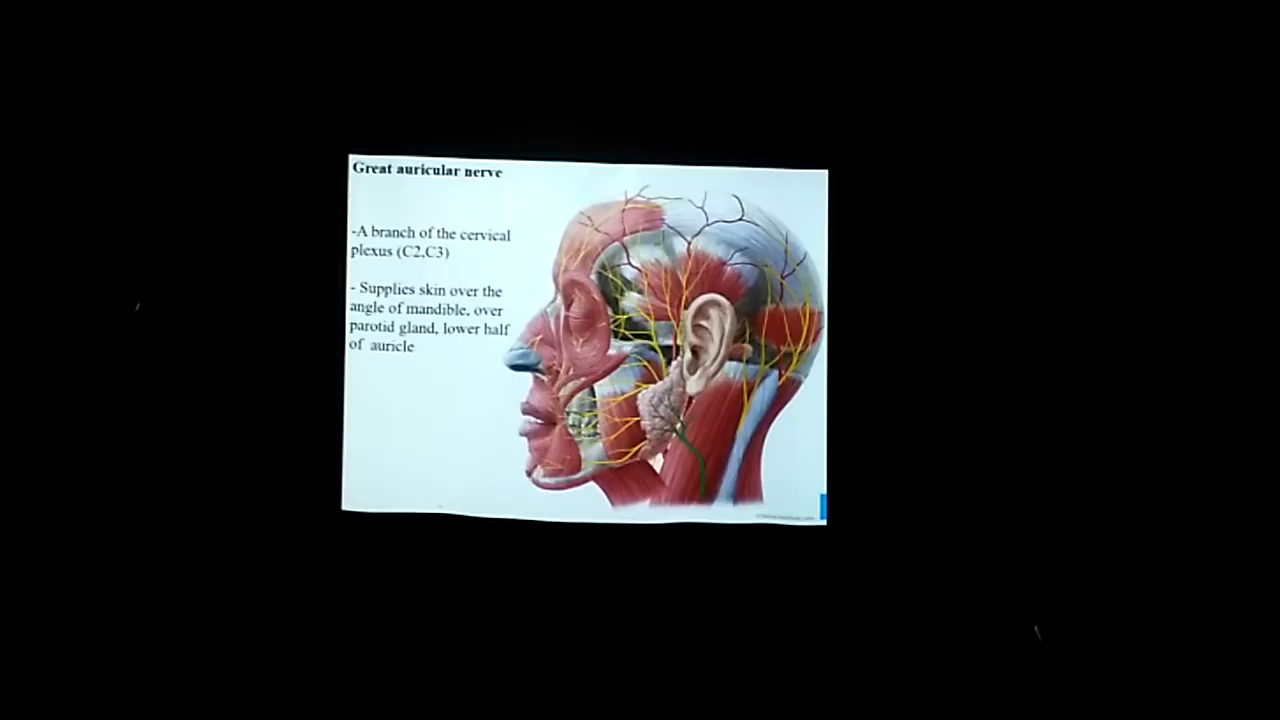 Great auricular nerve
-A branch of the cervical
plexus (C2,C3)
- Supplies skin over the
angle of mandible, over
parotid gland, lower half
of auricle